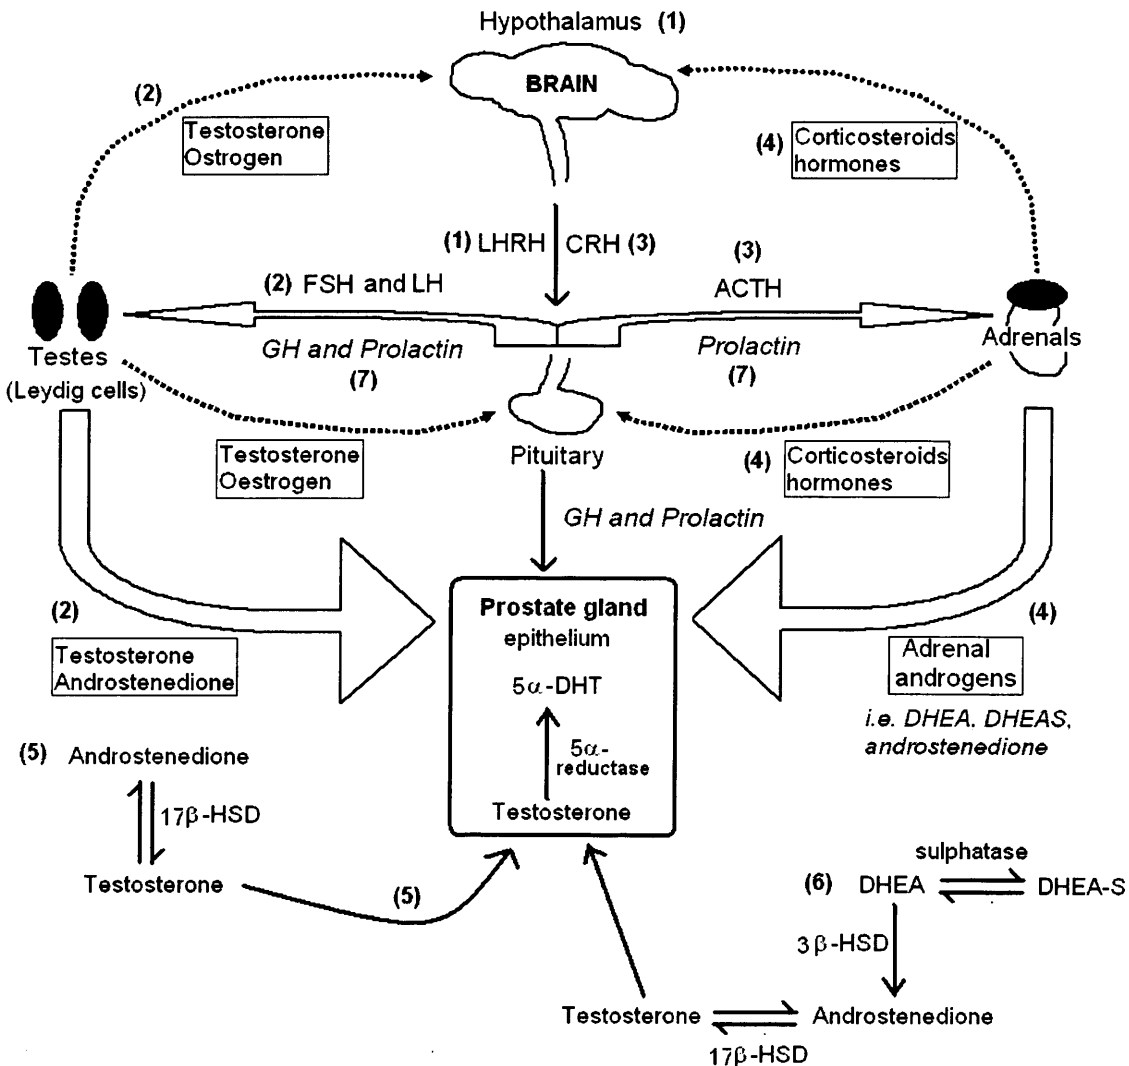 Hypothalamus (1)
BRAIN
(2)
Testosterone
Ostrogen
(4) Corticosteroids
hormones
(1) LHRH CRH (3)
(2) FSH and LH
(3)
ACTH
GH and Prolactin
(7)
Prolactin
(7)
Testes
(Leydig cells)
Adrenals
Testosterone
Oestrogen
Pituitary
(4) Corticosteroids
hormones
GH and Prolactin
Prostate gland
epithelium
5α-DHT
5α-
reductase
Testosterone
(2)
Testosterone
Androstenedione
(4)
Adrenal
androgens
i.e. DHEA. DHEAS,
androstenedione
(5) Androstenedione
17β-HSD
Testosterone
(5)
sulphatase
(6) DHEA DHEA-S
3β-HSD
Testosterone Androstenedione
17β-HSD